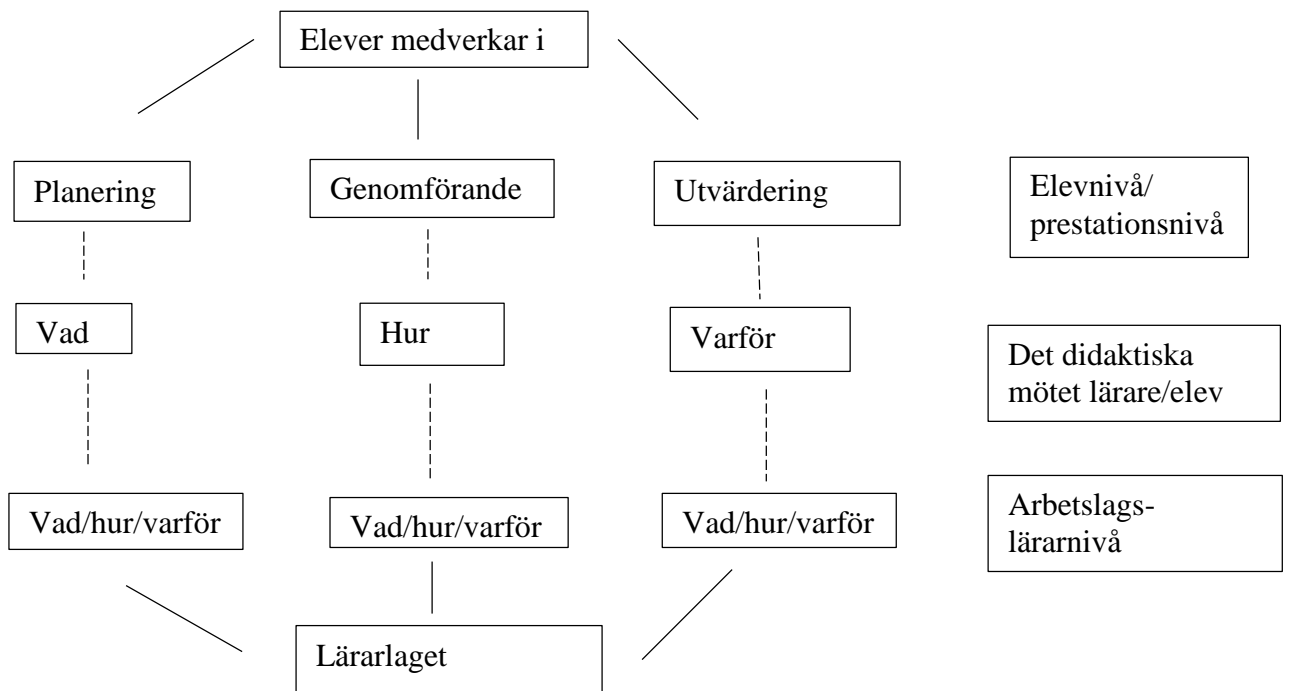 Elever medverkar i
Planering
Genomförande
Utvärdering
Elevnivå/
prestationsnivå
Vad
Hur
Varför
Det didaktiska
mötet lärare/elev
Vad/hur/varför
Vad/hur/varför
Vad/hur/varför
Arbetslags-
lärarnivå
Lärarlaget